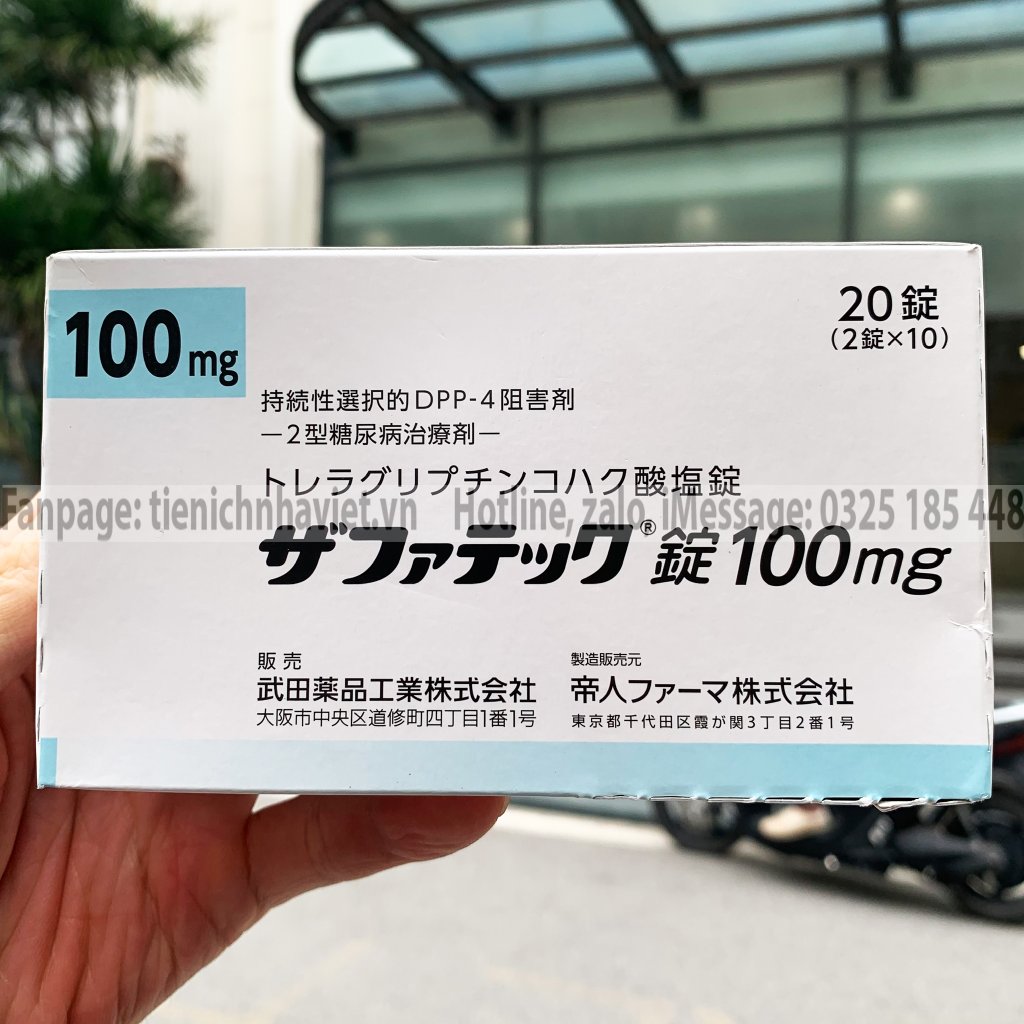 100mg
20錠
(2錠×10)
持続性選択的DPP-4阻害剤
―2型糖尿病治療剤―
トレラグリプチンコハク酸塩錠
Fanpage: tienichnhaviet.vn Hotline, zalo, iMessage: 0325 185 448
ザファテック®錠100mg
販売
武田薬品工業株式会社
大阪市中央区道修町四丁目1番1号
製造販売元
帝人ファーマ株式会社
東京都千代田区霞が関3丁目2番1号